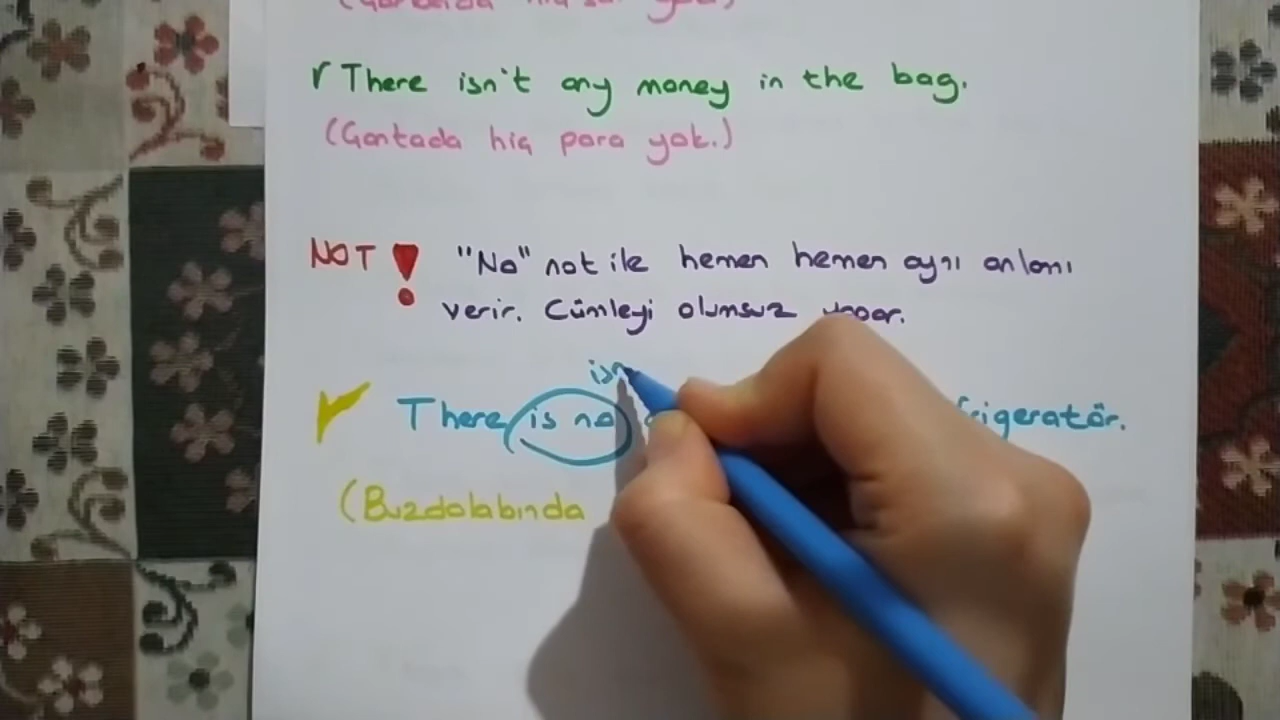 ✓ There isn't any money in the bag.
(Çantada hiç para yok.)
NOT ! "No" not ile hemen hemen aynı anlamı
verir. Cümleyi olumsuz yapar.
isn
✓ There is no
(Buzdolabında